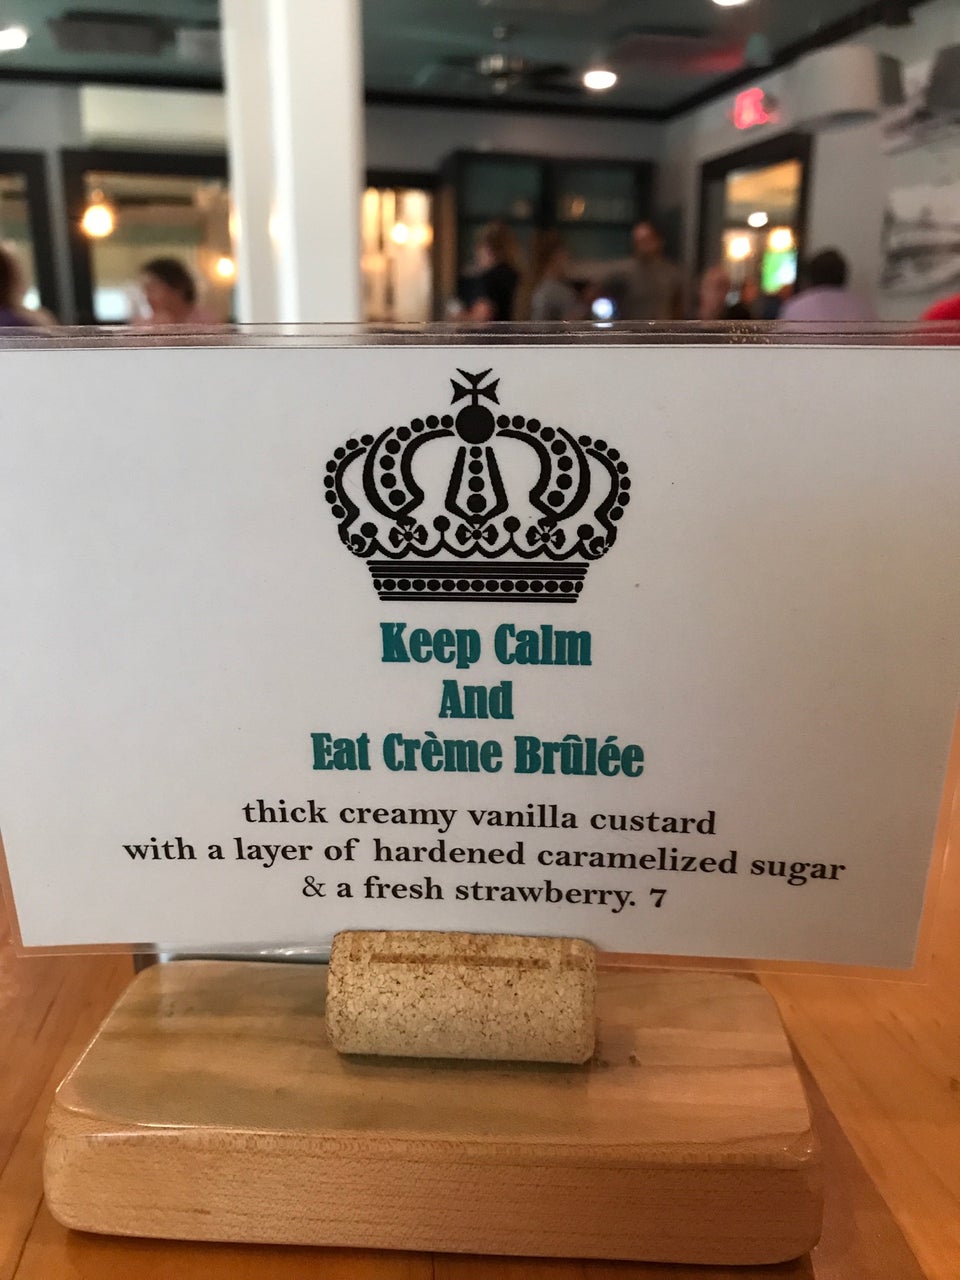 Keep Calm
And
Eat Crème Brûlée
thick creamy vanilla custard
with a layer of hardened caramelized sugar
& a fresh strawberry. 7